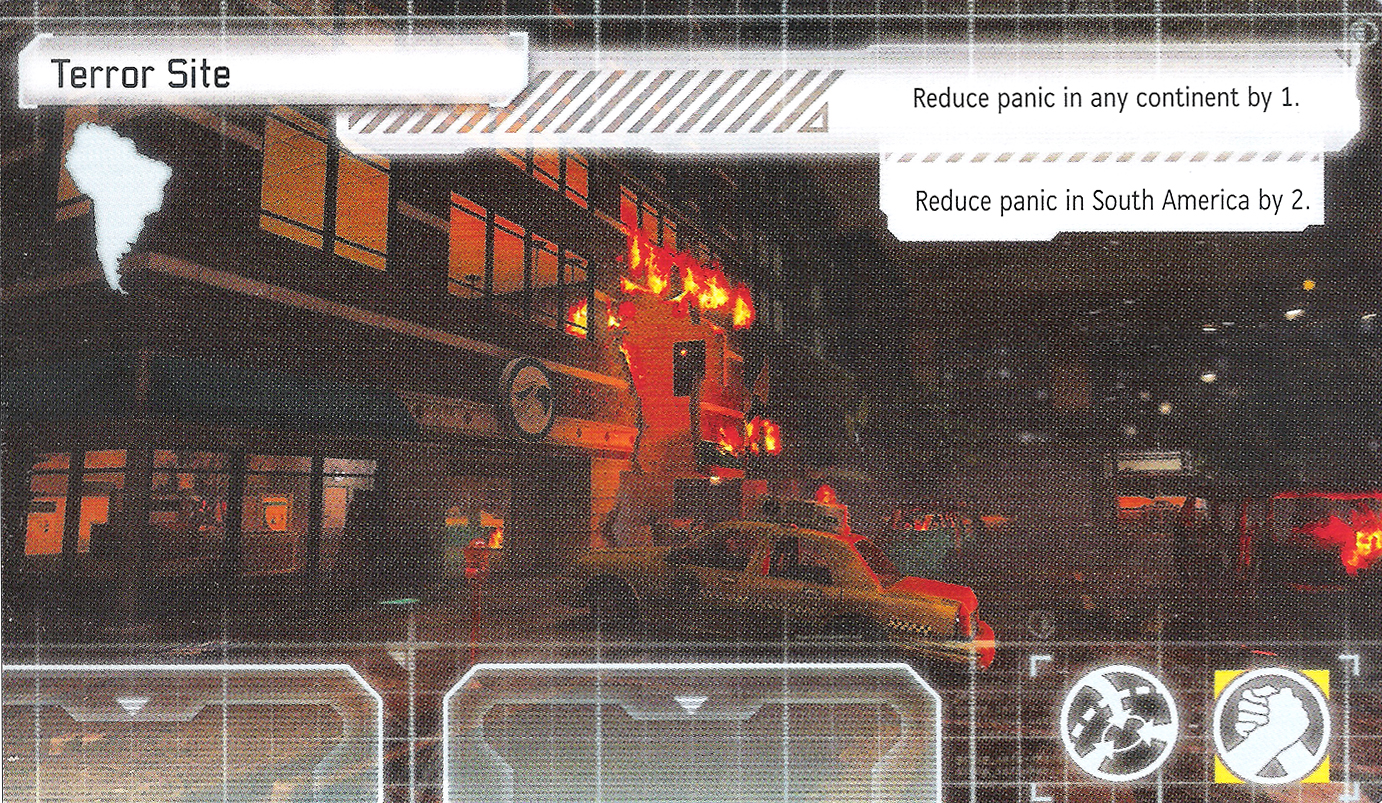 Terror Site
Reduce panic in any continent by 1.
Reduce panic in South America by 2.